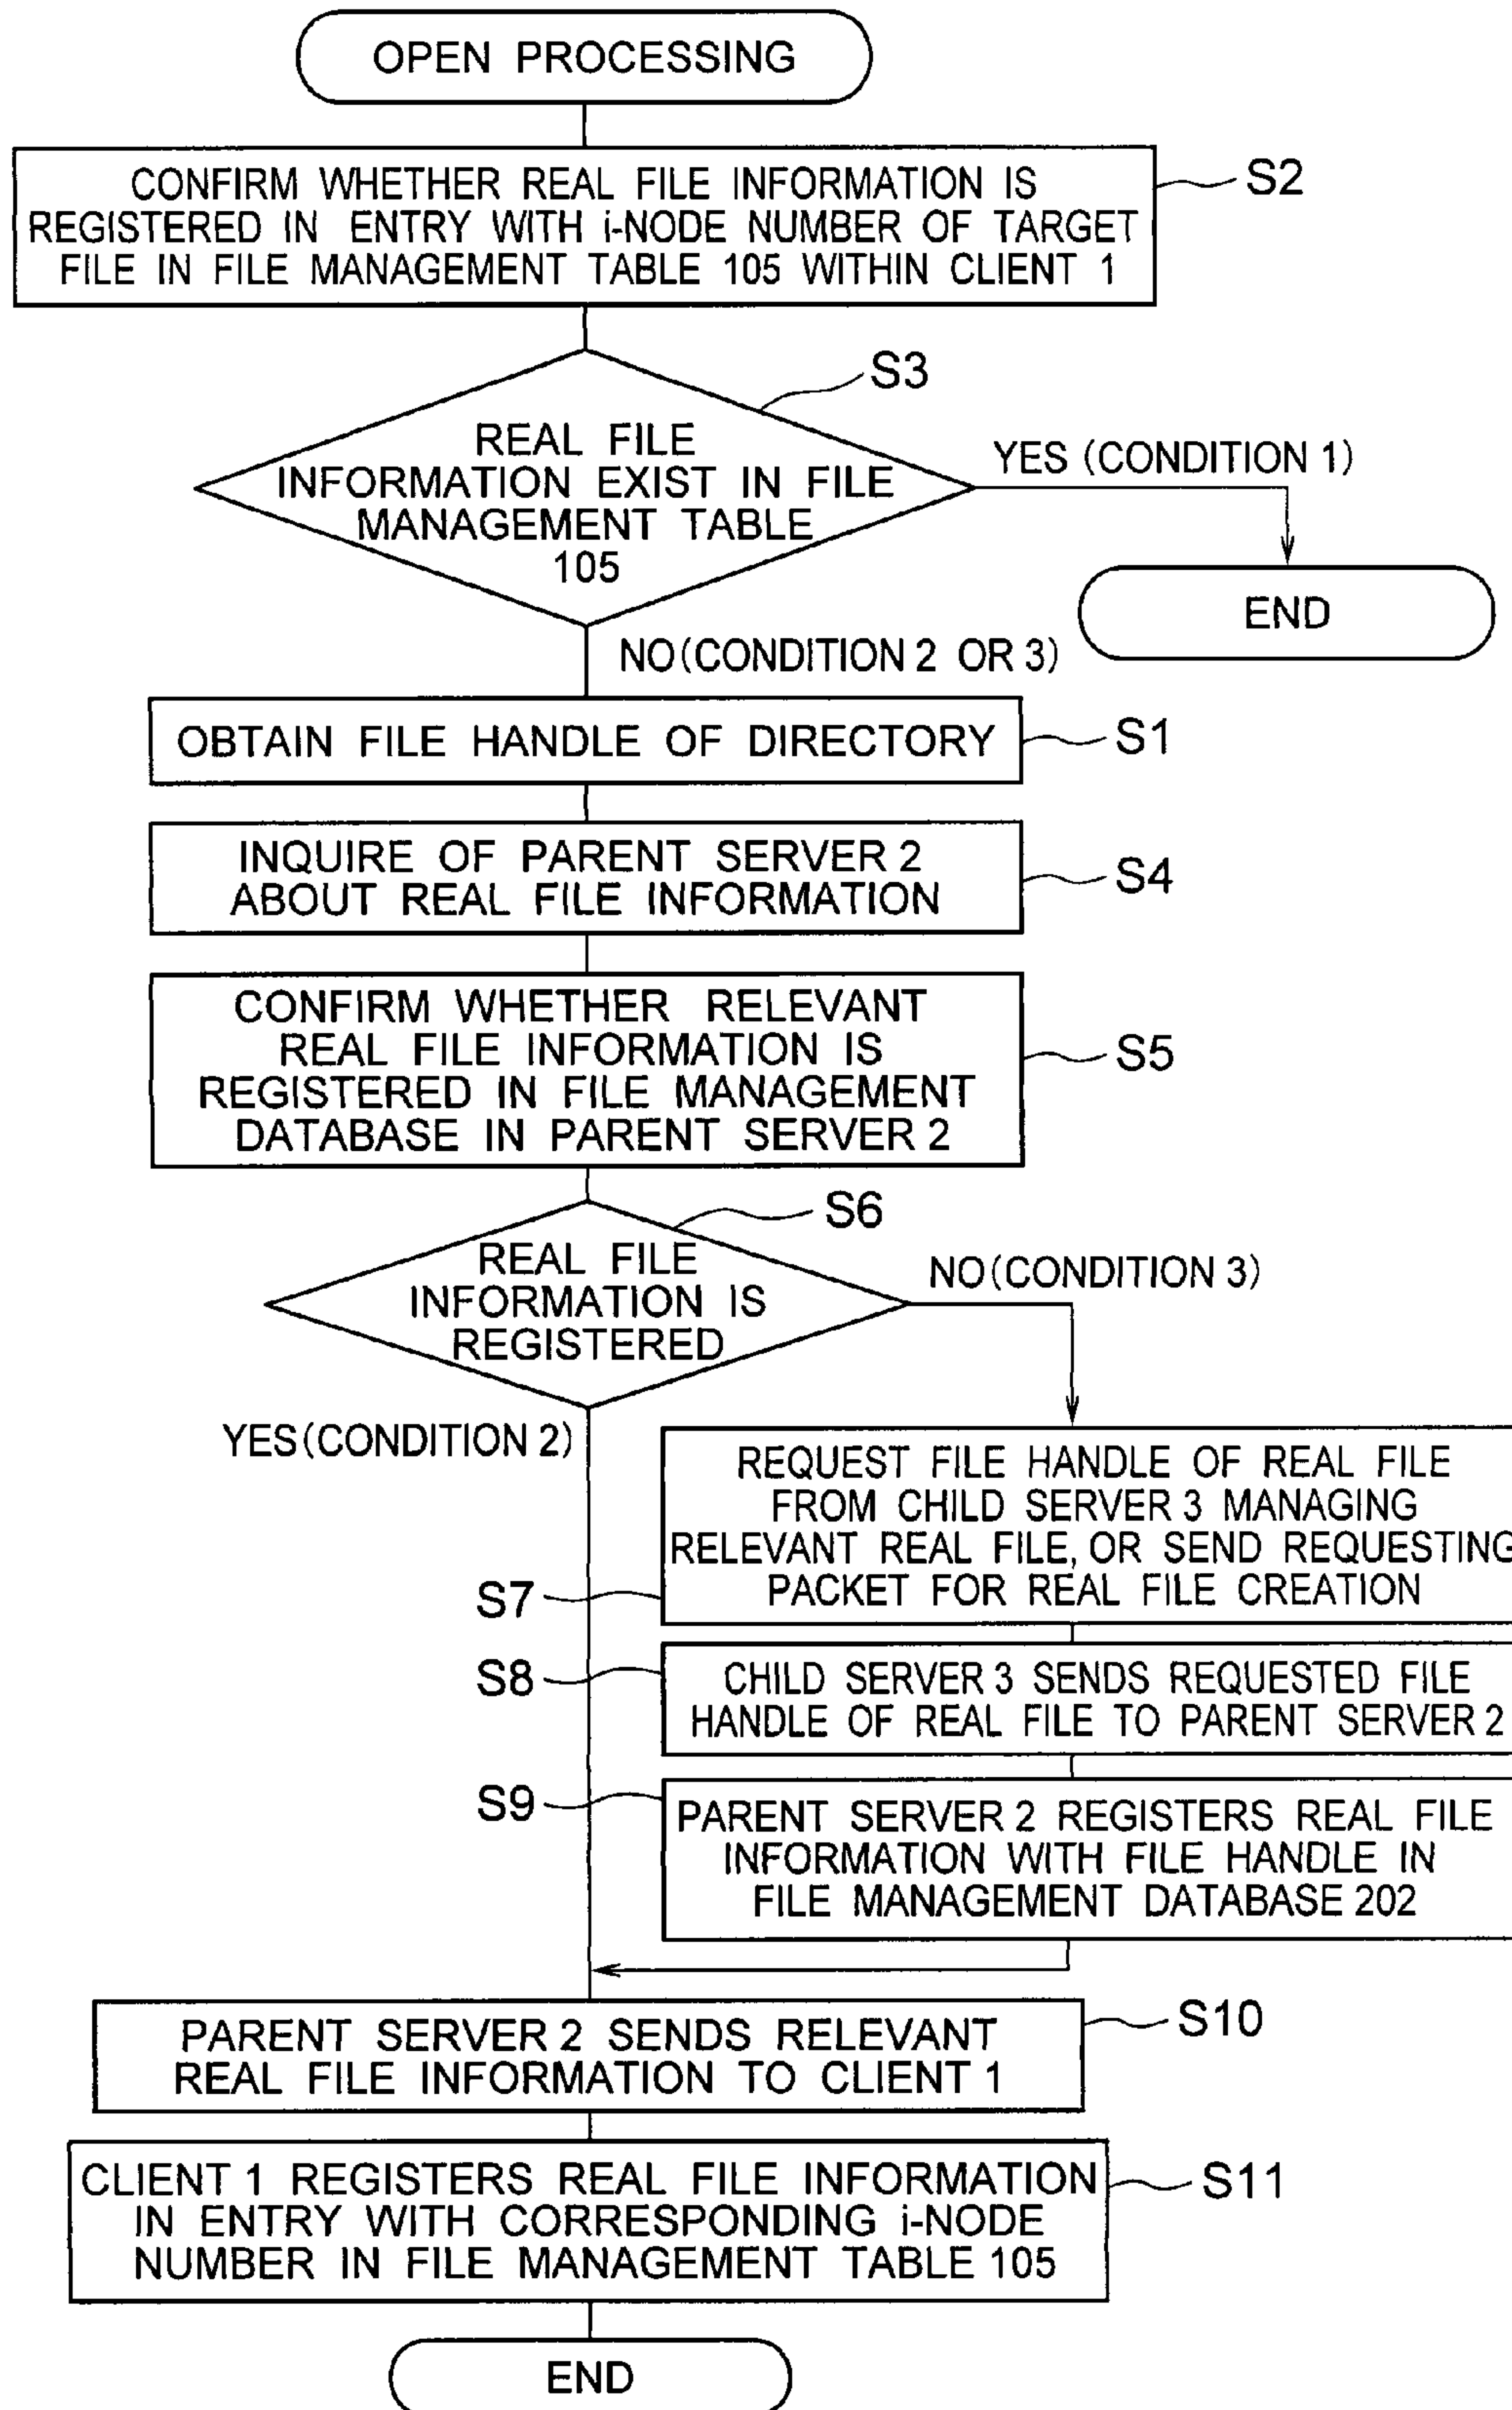 OPEN PROCESSING
CONFIRM WHETHER REAL FILE INFORMATION IS
REGISTERED IN ENTRY WITH i-NODE NUMBER OF TARGET
FILE IN FILE MANAGEMENT TABLE 105 WITHIN CLIENT 1
S2
S3
REAL FILE
INFORMATION EXIST IN FILE
MANAGEMENT TABLE
105
YES (CONDITION 1)
END
NO(CONDITION 2 OR 3)
OBTAIN FILE HANDLE OF DIRECTORY
S1
INQUIRE OF PARENT SERVER 2
ABOUT REAL FILE INFORMATION
S4
CONFIRM WHETHER RELEVANT
REAL FILE INFORMATION IS
REGISTERED IN FILE MANAGEMENT
DATABASE IN PARENT SERVER 2
S5
S6
REAL FILE
INFORMATION IS
REGISTERED
NO(CONDITION 3)
YES(CONDITION 2)
REQUEST FILE HANDLE OF REAL FILE
FROM CHILD SERVER 3 MANAGING
RELEVANT REAL FILE, OR SEND REQUESTING
PACKET FOR REAL FILE CREATION
S7
S8
CHILD SERVER 3 SENDS REQUESTED FILE
HANDLE OF REAL FILE TO PARENT SERVER 2
S9
PARENT SERVER 2 REGISTERS REAL FILE
INFORMATION WITH FILE HANDLE IN
FILE MANAGEMENT DATABASE 202
PARENT SERVER 2 SENDS RELEVANT
REAL FILE INFORMATION TO CLIENT 1
S10
CLIENT 1 REGISTERS REAL FILE INFORMATION
IN ENTRY WITH CORRESPONDING i-NODE
NUMBER IN FILE MANAGEMENT TABLE 105
S11
END